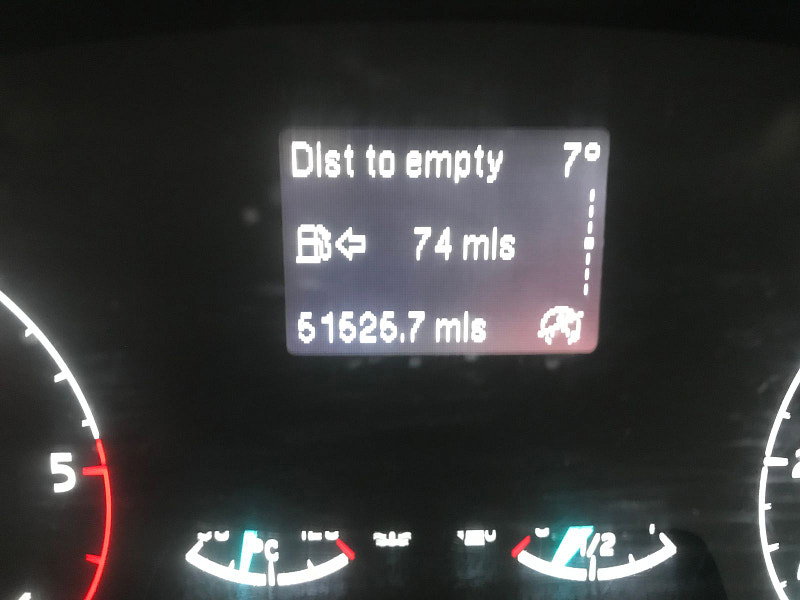 Dist to empty 7°
74 mls
51525.7 mls
5
°C
1/2